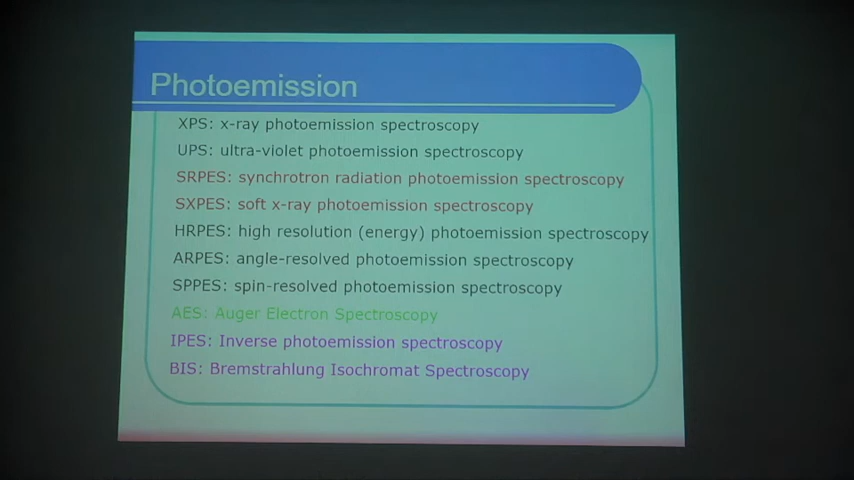 Photoemission
XPS: x-ray photoemission spectroscopy
UPS: ultra-violet photoemission spectroscopy
SRPES: synchrotron radiation photoemission spectroscopy
SXPES: soft x-ray photoemission spectroscopy
HRPES: high resolution (energy) photoemission spectroscopy
ARPES: angle-resolved photoemission spectroscopy
SPPES: spin-resolved photoemission spectroscopy
AES: Auger Electron Spectroscopy
IPES: Inverse photoemission spectroscopy
BIS: Bremstrahlung Isochromat Spectroscopy